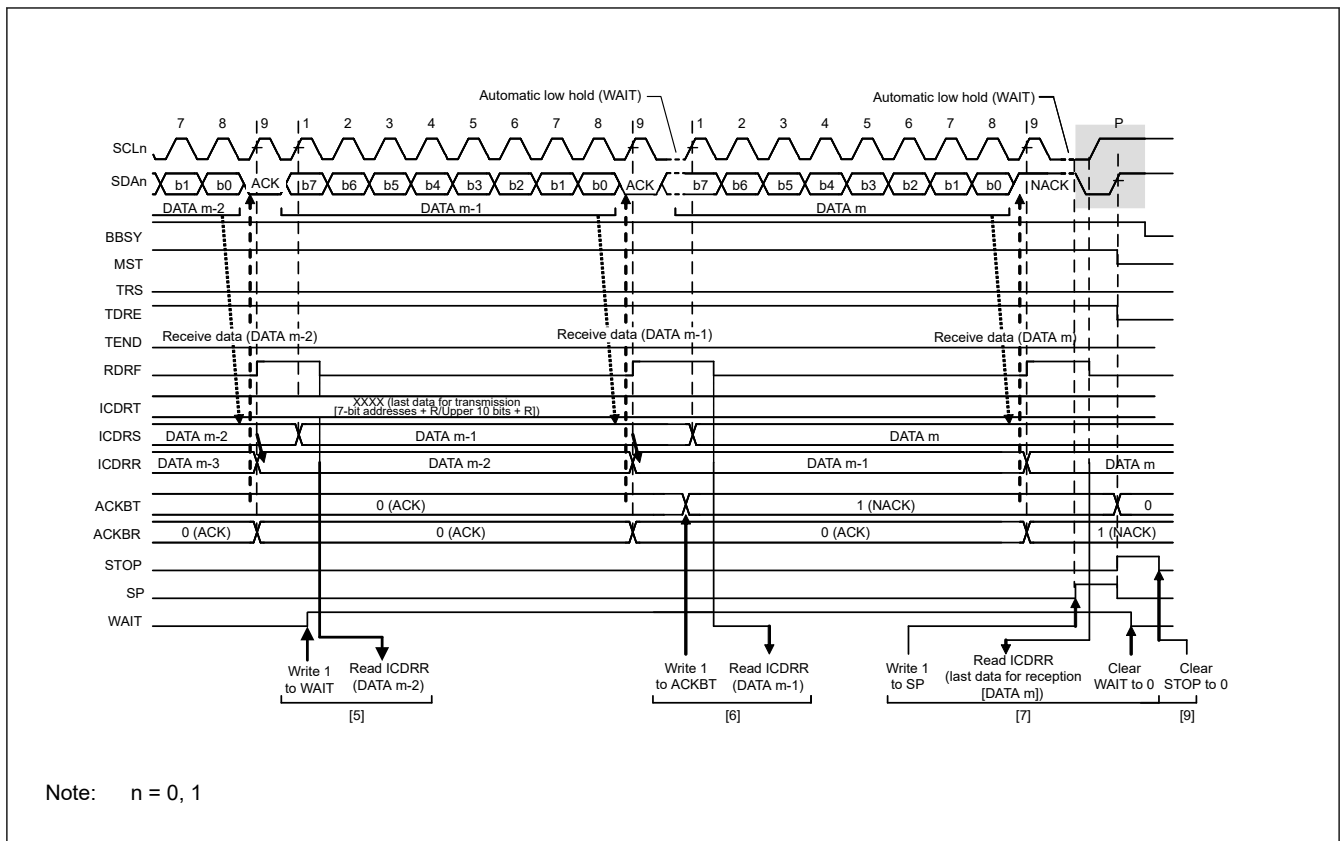 Automatic low hold (WAIT)
Automatic low hold (WAIT)
7 8 9 1 2 3 4 5 6 7 8 9 1 2 3 4 5 6 7 8 9 P
SCLn
SDAn b1 b0 ACK b7 b6 b5 b4 b3 b2 b1 b0 ACK b7 b6 b5 b4 b3 b2 b1 b0 NACK
DATA m-2 DATA m-1 DATA m
BBSY
MST
TRS
TDRE
TEND Receive data (DATA m-2) Receive data (DATA m-1) Receive data (DATA m)
RDRF
ICDRT XXXX (last data for transmission
[7-bit addresses + R/Upper 10 bits + R])
ICDRS DATA m-2 DATA m-1 DATA m
ICDRR DATA m-3 DATA m-2 DATA m-1 DATA m
ACKBT 0 (ACK) 1 (NACK) 0
ACKBR 0 (ACK) 0 (ACK) 0 (ACK) 1 (NACK)
STOP
SP
WAIT
Write 1
to WAIT
Read ICDRR
(DATA m-2)
[5]
Write 1
to ACKBT
Read ICDRR
(DATA m-1)
[6]
Write 1
to SP
Read ICDRR
(last data for reception
[DATA m])
Clear
WAIT to 0
[7]
Clear
STOP to 0
[9]
Note: n = 0, 1